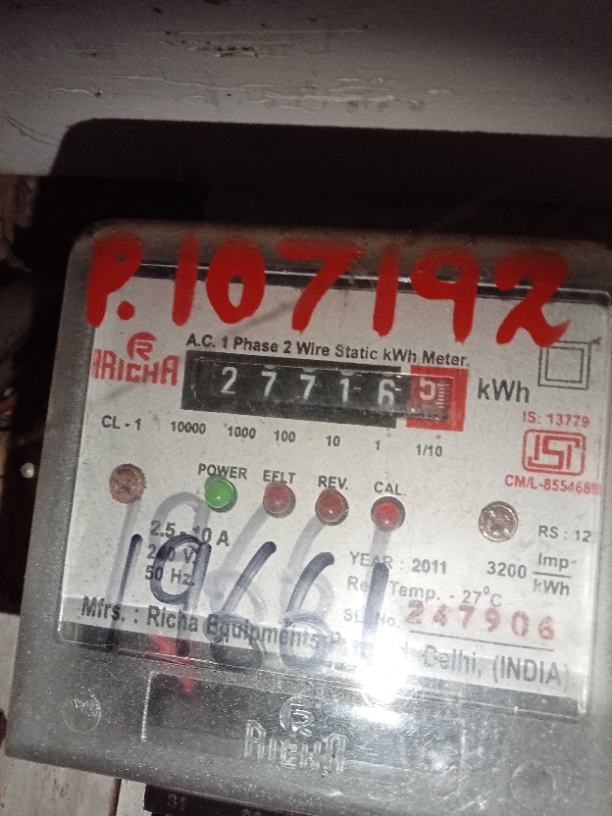 P.107192
RICHA
A.C. 1 Phase 2 Wire Static kWh Meter.
277165 kWh
IS: 13779
CL - 1 10000 1000 100 10 1 1/10
ISI
CM/L-8554689
POWER EFLT REV. CAL.
2.5 - 10 A
240 V.
50 Hz.
19661
YEAR : 2011
3200 Imp-/kWh
RS : 12
Ref. Temp. - 27°C
SL. No. 247906
Mfrs. : Richa Equipments P. Delhi, (INDIA)
RICHA